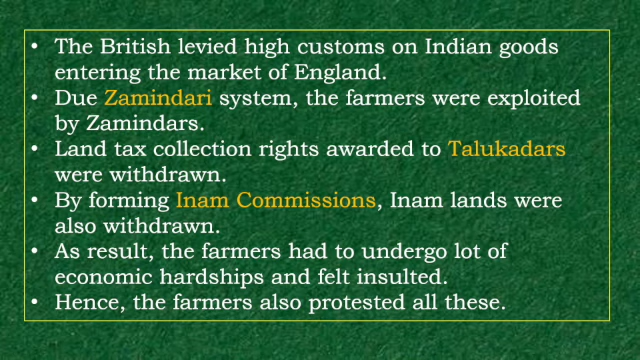 • The British levied high customs on Indian goods
entering the market of England.
• Due Zamindari system, the farmers were exploited
by Zamindars.
• Land tax collection rights awarded to Talukadars
were withdrawn.
• By forming Inam Commissions, Inam lands were
also withdrawn.
• As result, the farmers had to undergo lot of
economic hardships and felt insulted.
• Hence, the farmers also protested all these.